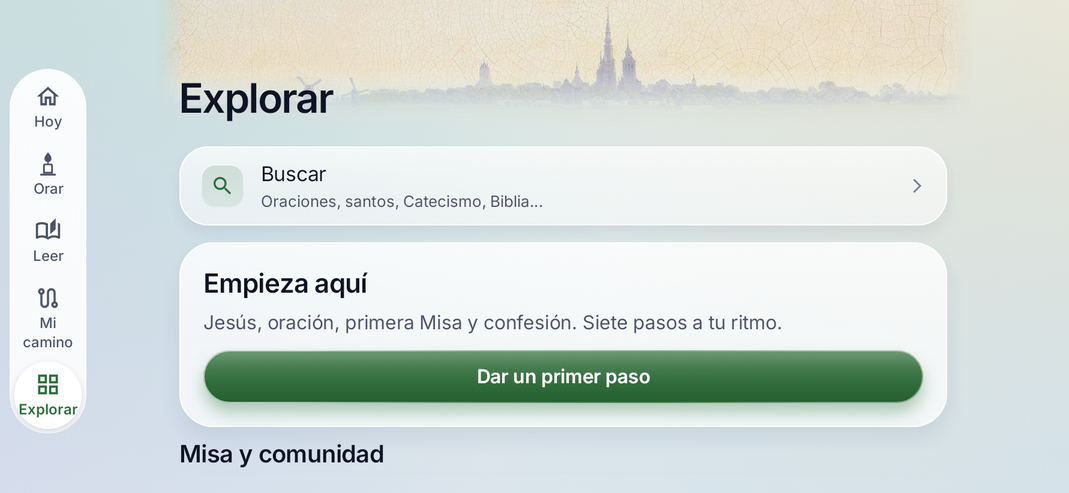 Hoy
Orar
Leer
Mi
camino
Explorar
Explorar
Buscar
Oraciones, santos, Catecismo, Biblia...
Empieza aquí
Jesús, oración, primera Misa y confesión. Siete pasos a tu ritmo.
Dar un primer paso
Misa y comunidad